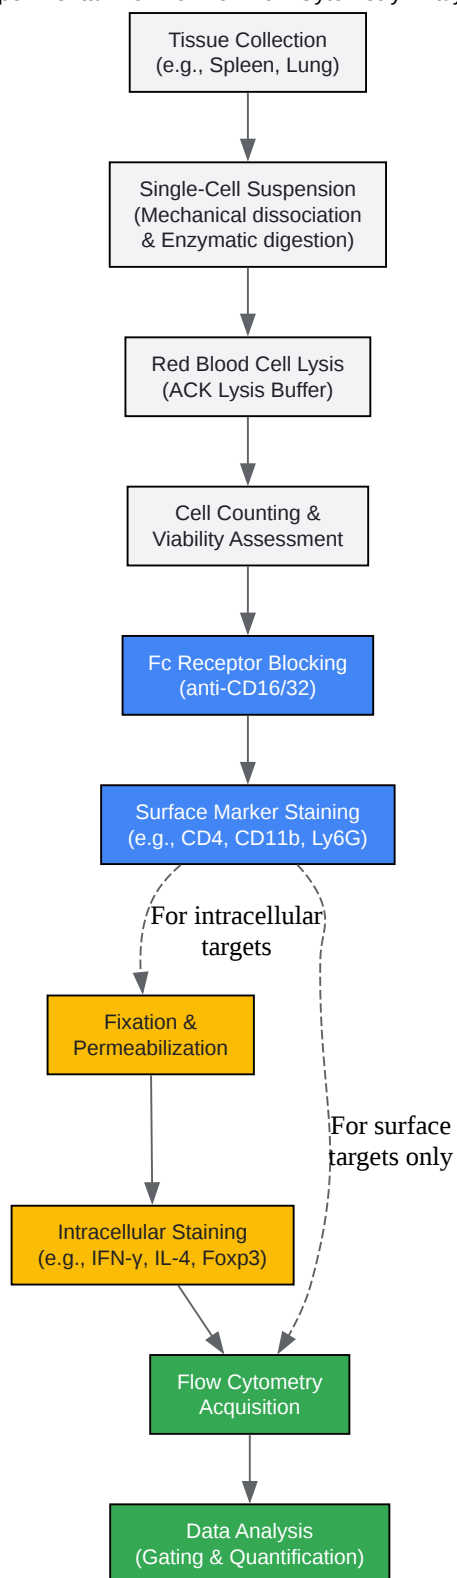 Tissue Collection
(e.g., Spleen, Lung)
Single-Cell Suspension
(Mechanical dissociation
& Enzymatic digestion)
Red Blood Cell Lysis
(ACK Lysis Buffer)
Cell Counting &
Viability Assessment
Fc Receptor Blocking
(anti-CD16/32)
Surface Marker Staining
(e.g., CD4, CD11b, Ly6G)
For intracellular
targets
Fixation &
Permeabilization
For surface
targets only
Intracellular Staining
(e.g., IFN-γ, IL-4, Foxp3)
Flow Cytometry
Acquisition
Data Analysis
(Gating & Quantification)